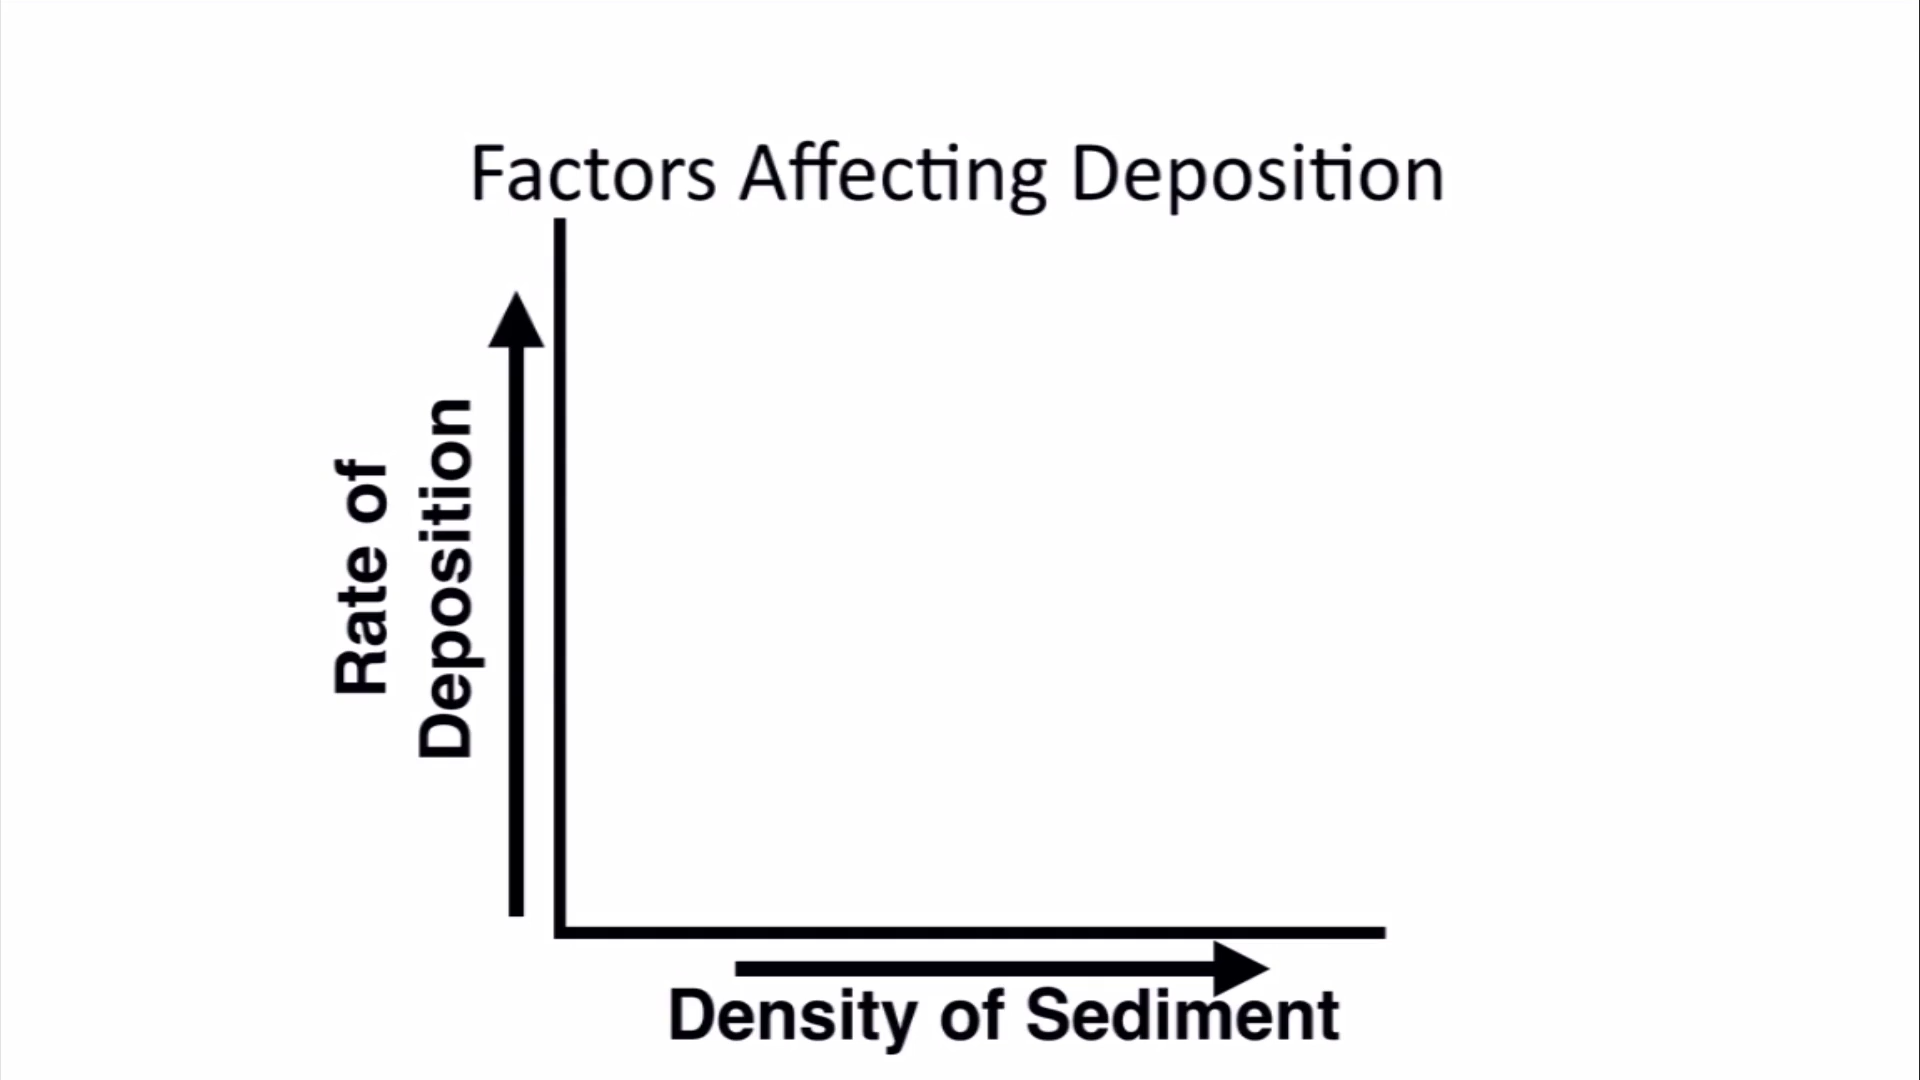 Factors Affecting Deposition
Rate of
Deposition
Density of Sediment